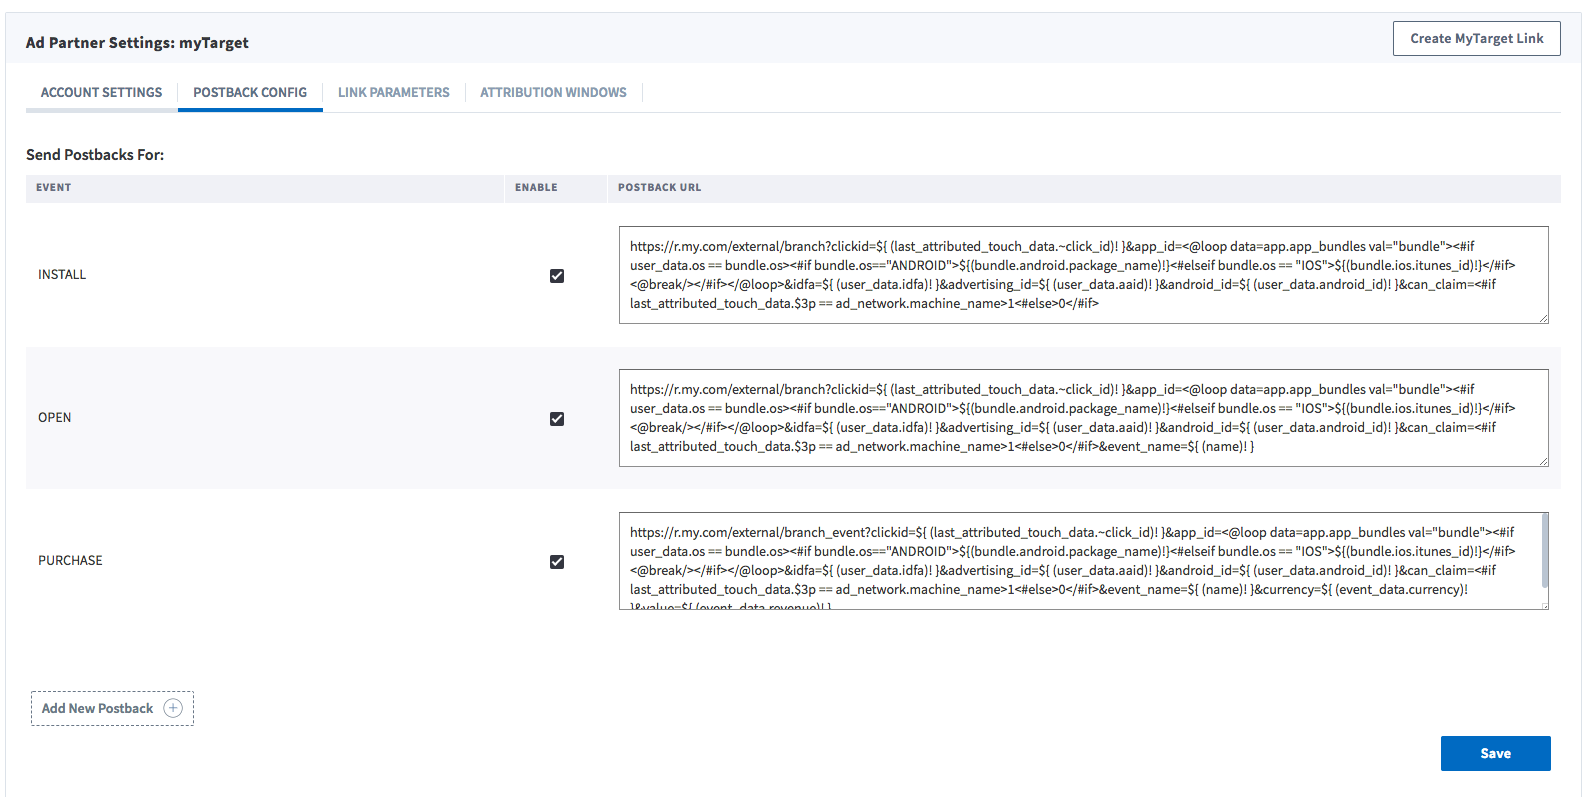 Ad Partner Settings: myTarget
Create MyTarget Link
ACCOUNT SETTINGS
POSTBACK CONFIG
LINK PARAMETERS
ATTRIBUTION WINDOWS
Send Postbacks For:
EVENT
ENABLE
POSTBACK URL
INSTALL
https://r.my.com/external/branch?clickid=${ (last_attributed_touch_data.~click_id)! }&app_id=<@loop data=app.app_bundles val="bundle"><#if
user_data.os == bundle.os><#if bundle.os=="ANDROID">${(bundle.android.package_name)!}<#elseif bundle.os == "IOS">${(bundle.ios.itunes_id)!}</#if>
<@break/></#if></@loop>&idfa=${ (user_data.idfa)! }&advertising_id=${ (user_data.aaid)! }&android_id=${ (user_data.android_id)! }&can_claim=<#if
last_attributed_touch_data.$3p == ad_network.machine_name>1<#else>0</#if>
OPEN
https://r.my.com/external/branch?clickid=${ (last_attributed_touch_data.~click_id)! }&app_id=<@loop data=app.app_bundles val="bundle"><#if
user_data.os == bundle.os><#if bundle.os=="ANDROID">${(bundle.android.package_name)!}<#elseif bundle.os == "IOS">${(bundle.ios.itunes_id)!}</#if>
<@break/></#if></@loop>&idfa=${ (user_data.idfa)! }&advertising_id=${ (user_data.aaid)! }&android_id=${ (user_data.android_id)! }&can_claim=<#if
last_attributed_touch_data.$3p == ad_network.machine_name>1<#else>0</#if>&event_name=${ (name)! }
PURCHASE
https://r.my.com/external/branch_event?clickid=${ (last_attributed_touch_data.~click_id)! }&app_id=<@loop data=app.app_bundles val="bundle"><#if
user_data.os == bundle.os><#if bundle.os=="ANDROID">${(bundle.android.package_name)!}<#elseif bundle.os == "IOS">${(bundle.ios.itunes_id)!}</#if>
<@break/></#if></@loop>&idfa=${ (user_data.idfa)! }&advertising_id=${ (user_data.aaid)! }&android_id=${ (user_data.android_id)! }&can_claim=<#if
last_attributed_touch_data.$3p == ad_network.machine_name>1<#else>0</#if>&event_name=${ (name)! }&currency=${ (event_data.currency)!
}&value=${ (event_data.revenue)! }
Add New Postback
Save